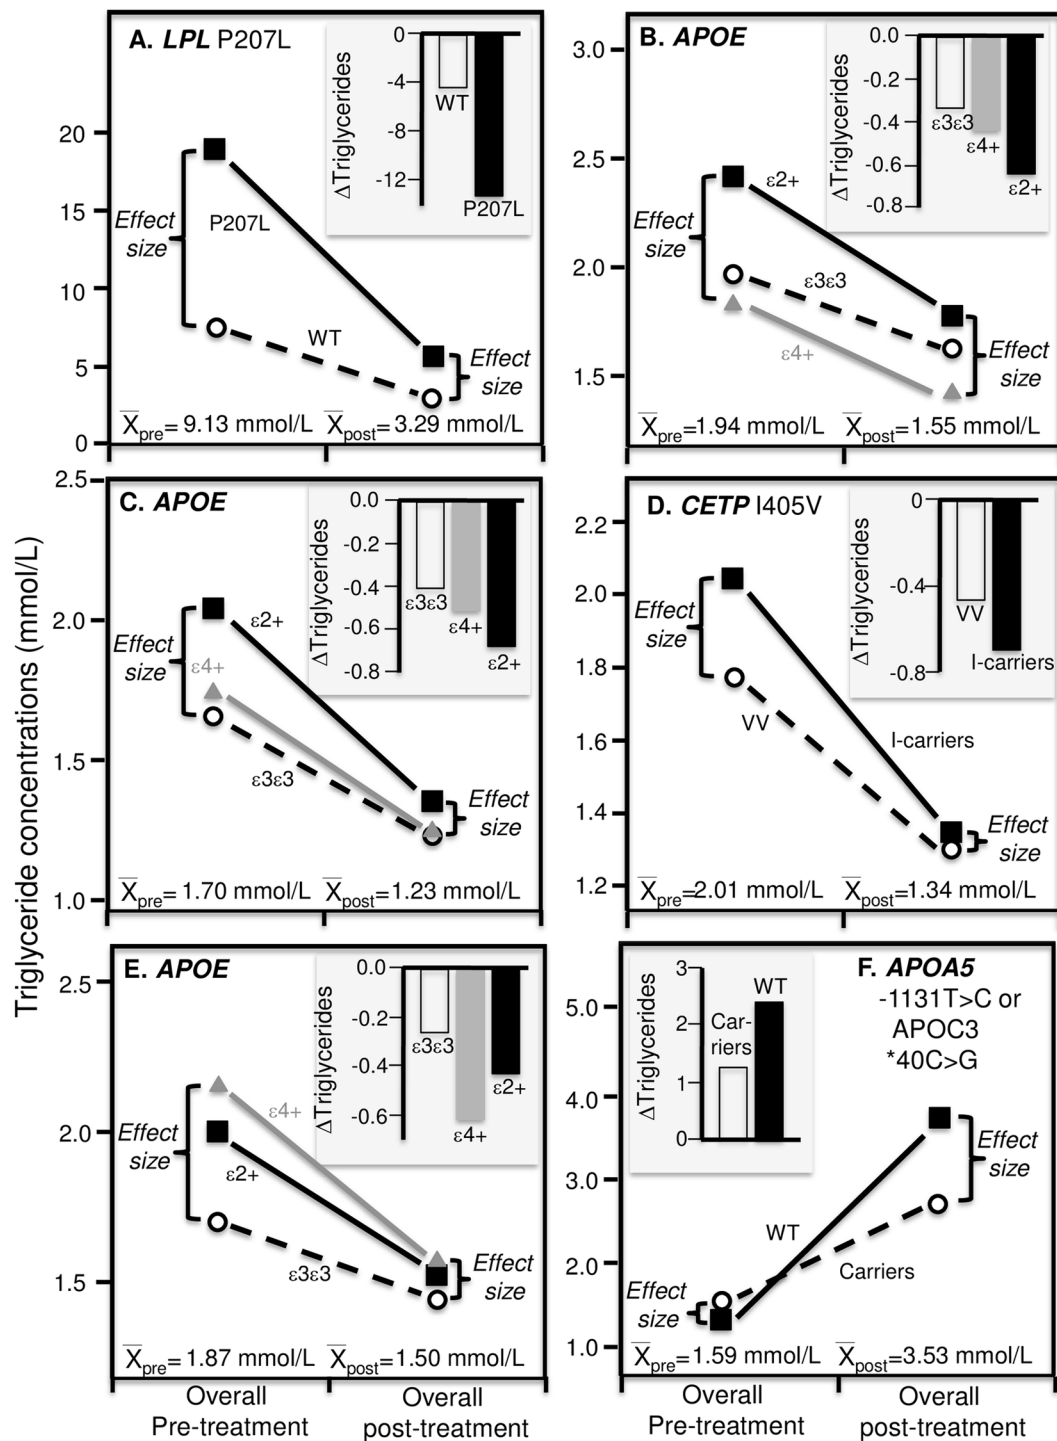 Triglyceride concentrations (mmol/L)
A. LPL P207L
20
15
10
5
0
Effect
size
P207L
WT
Effect
size
X̅pre= 9.13 mmol/L
X̅post=3.29 mmol/L
ΔTriglycerides
0
-4
-8
-12
WT
P207L
B. APOE
3.0
2.5
2.0
1.5
Effect
size
ε2+
ε3ε3
ε4+
Effect
size
X̅pre=1.94 mmol/L
X̅post= 1.55 mmol/L
ΔTriglycerides
0.0
-0.2
-0.4
-0.6
-0.8
ε3ε3
ε4+
ε2+
C. APOE
2.5
2.0
1.5
1.0
Effect
size
ε2+
ε4+
ε3ε3
Effect
size
X̅pre= 1.70 mmol/L
X̅post=1.23 mmol/L
ΔTriglycerides
0.0
-0.2
-0.4
-0.6
-0.8
ε3ε3
ε4+
ε2+
D. CETP I405V
2.2
2.0
1.8
1.6
1.4
1.2
Effect
size
VV
I-carriers
Effect
size
X̅pre=2.01 mmol/L
X̅post=1.34 mmol/L
ΔTriglycerides
0
-0.4
-0.8
VV
I-carriers
E. APOE
2.5
2.0
1.5
Effect
size
ε4+
ε2+
ε3ε3
Effect
size
X̅pre= 1.87 mmol/L
X̅post=1.50 mmol/L
ΔTriglycerides
0.0
-0.2
-0.4
-0.6
ε3ε3
ε4+
ε2+
Overall
Pre-treatment
Overall
post-treatment
F. APOA5
-1131T>C or
APOC3
*40C>G
5.0
4.0
3.0
2.0
1.0
Effect
size
WT
Carriers
Effect
size
X̅pre=1.59 mmol/L
X̅post=3.53 mmol/L
ΔTriglycerides
3
2
1
0
Car-
riers
WT
Overall
Pre-treatment
Overall
post-treatment